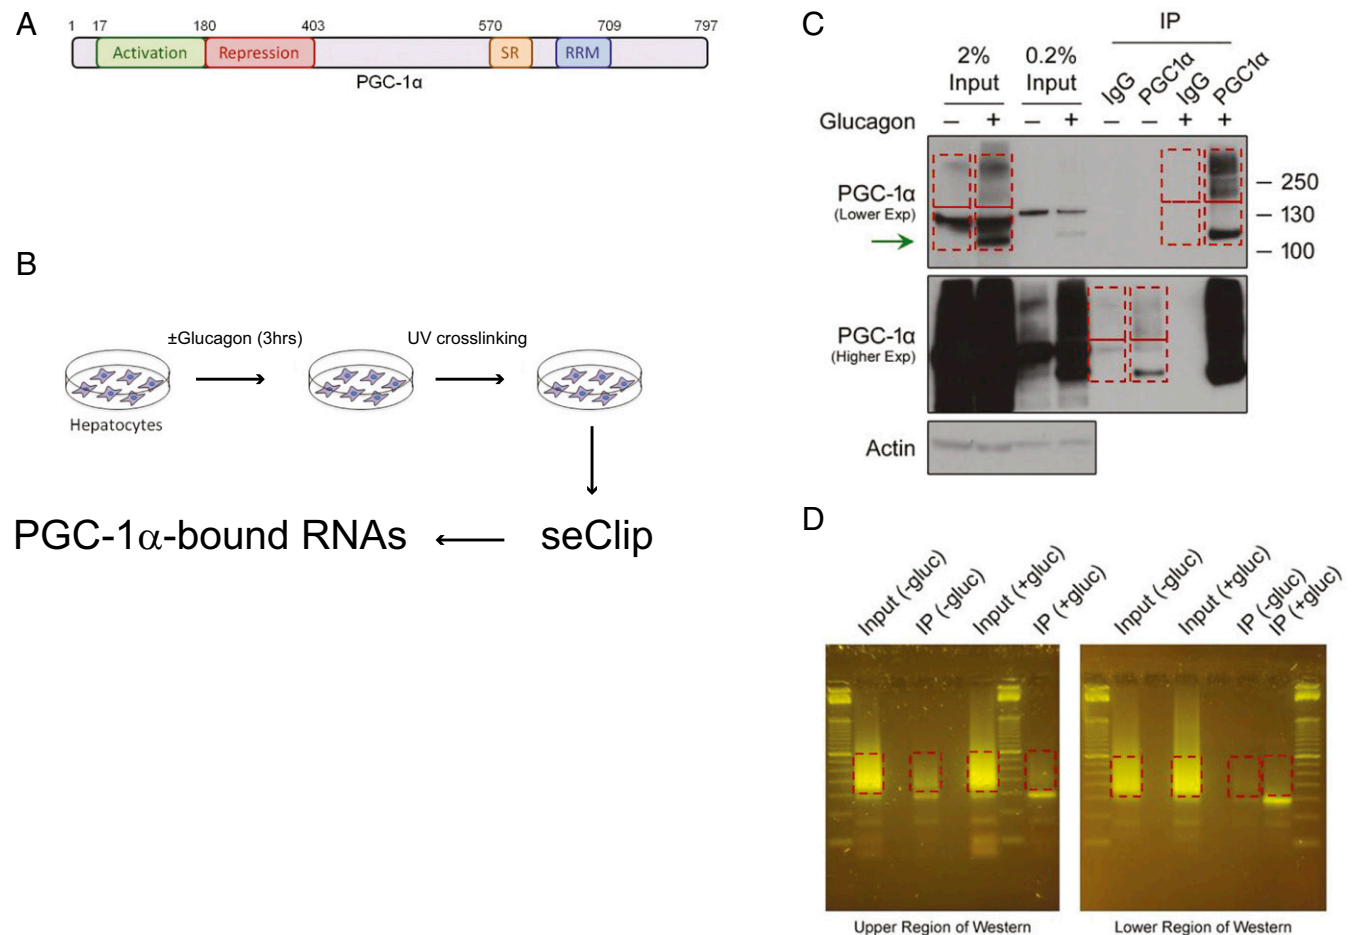 A
1 17 180 403 570 709 797
Activation Repression SR RRM
PGC-1α
B
±Glucagon (3hrs) UV crosslinking
Hepatocytes
PGC-1α-bound RNAs seClip
C
IP
2% Input 0.2% Input IgG PGC1α IgG PGC1α
Glucagon – + – + – – + +
PGC-1α
(Lower Exp)
– 250
– 130
– 100
PGC-1α
(Higher Exp)
Actin
D
Input (-gluc) IP (-gluc) Input (+gluc) IP (+gluc) Input (-gluc) Input (+gluc) IP (-gluc) IP (+gluc)
Upper Region of Western Lower Region of Western